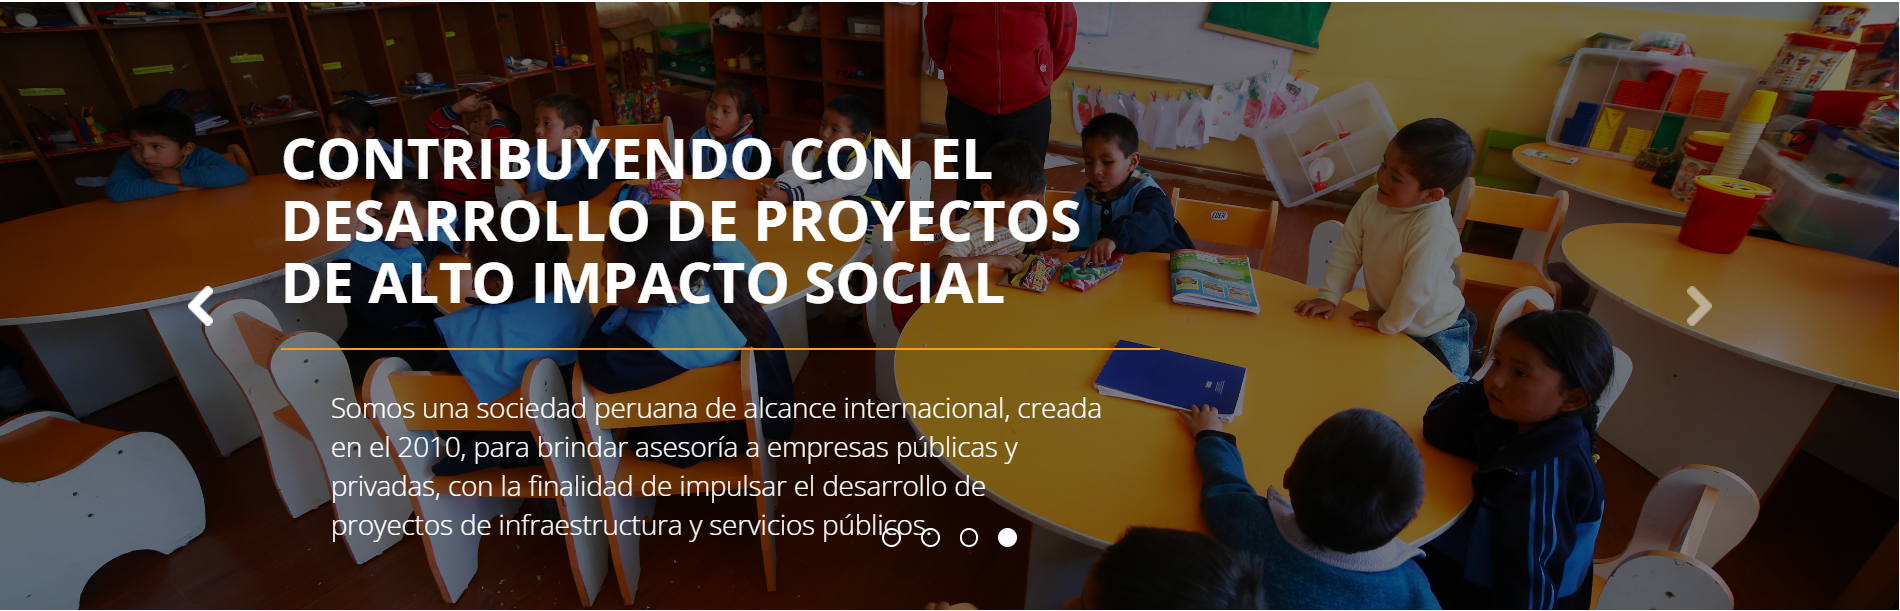 CONTRIBUYENDO CON EL
DESARROLLO DE PROYECTOS
DE ALTO IMPACTO SOCIAL
Somos una sociedad peruana de alcance internacional, creada
en el 2010, para brindar asesoría a empresas públicas y
privadas, con la finalidad de impulsar el desarrollo de
proyectos de infraestructura y servicios públicos.